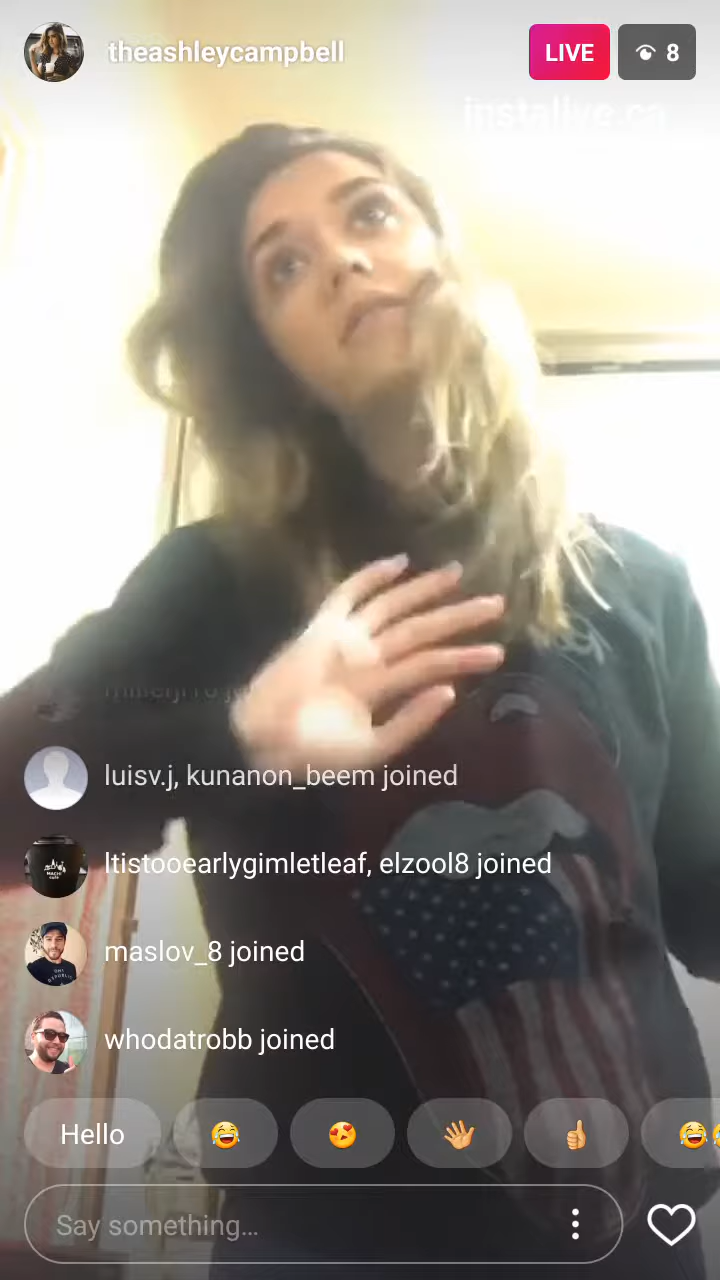 theashleycampbell
LIVE
8
instalive.ca
luisv.j, kunanon_beem joined
ltistooearlygimletleaf, elzool8 joined
maslov_8 joined
whodatrobb joined
Hello
Say something...